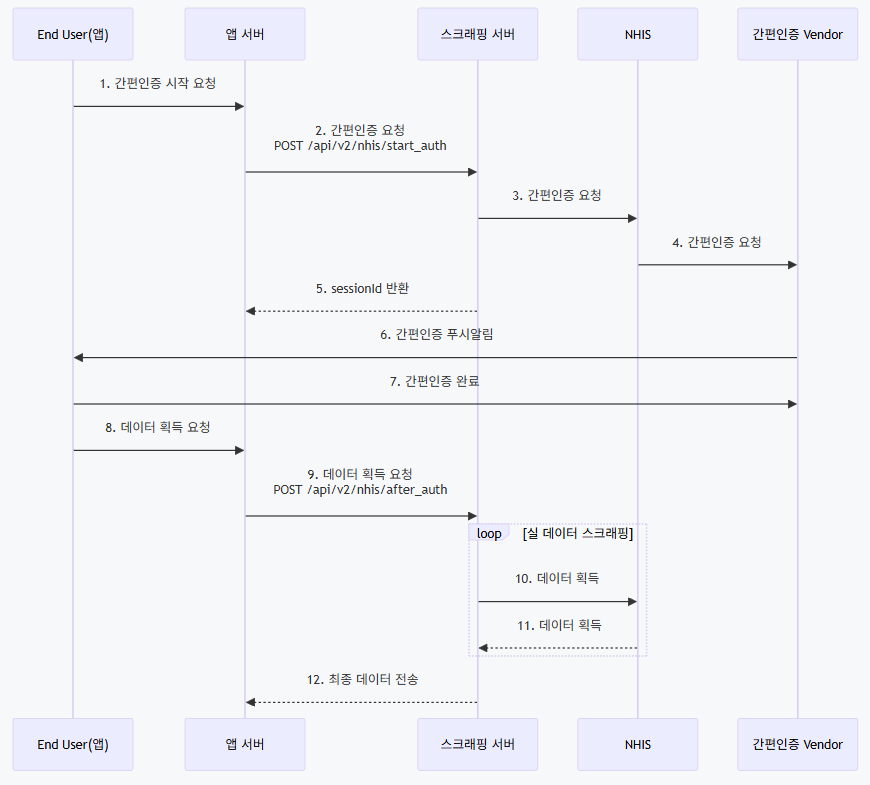 End User(앱)
앱 서버
스크래핑 서버
NHIS
간편인증 Vendor
1. 간편인증 시작 요청
2. 간편인증 요청
POST /api/v2/nhis/start_auth
3. 간편인증 요청
4. 간편인증 요청
5. sessionId 반환
6. 간편인증 푸시알림
7. 간편인증 완료
8. 데이터 획득 요청
9. 데이터 획득 요청
POST /api/v2/nhis/after_auth
loop
[실 데이터 스크래핑]
10. 데이터 획득
11. 데이터 획득
12. 최종 데이터 전송
End User(앱)
앱 서버
스크래핑 서버
NHIS
간편인증 Vendor